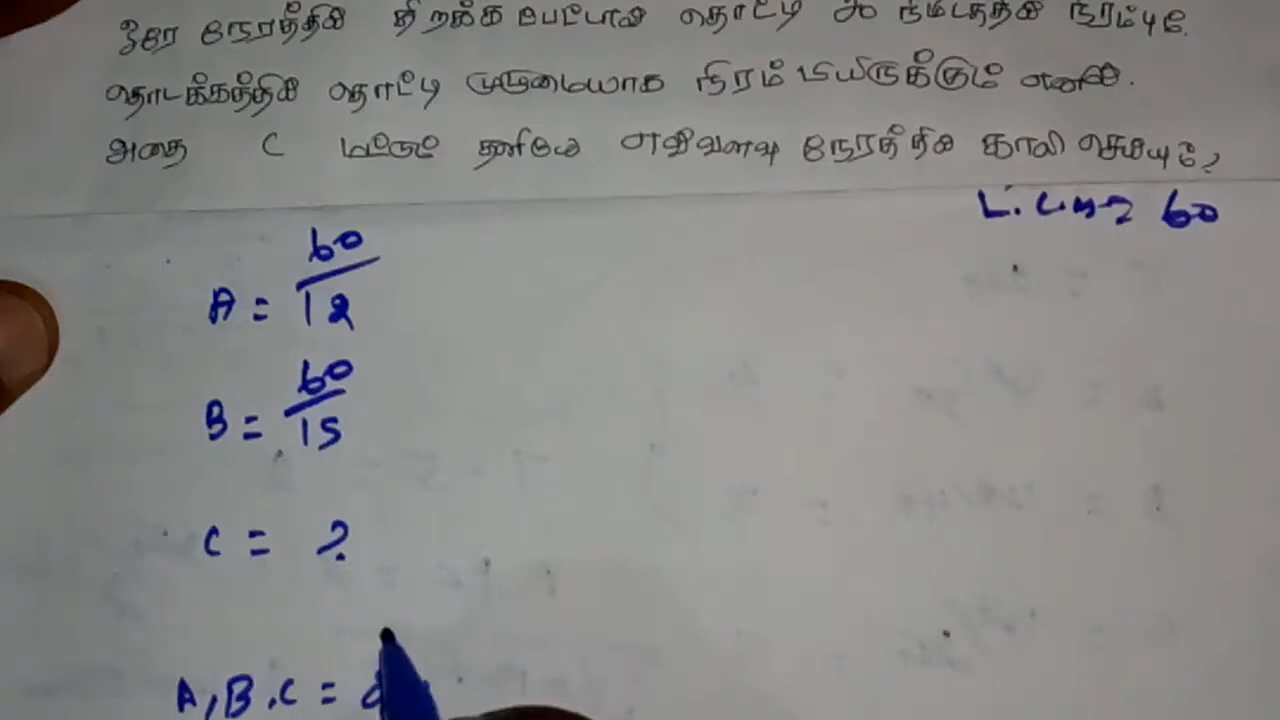 ஒரே நேரத்தில் திறக்கப்பட்டால் தொட்டி 20 நிமிடத்தில் நிரம்பும்.
தொடக்கத்தில் தொட்டி முழுமையாக நிரம்பியிருக்கும் எனில்.
அதை C மட்டும் தனியே எவ்வளவு நேரத்தில் காலி செய்யும்?
L.C.M = 60
A = 60/12
B = 60/15
C = ?
A, B, C =